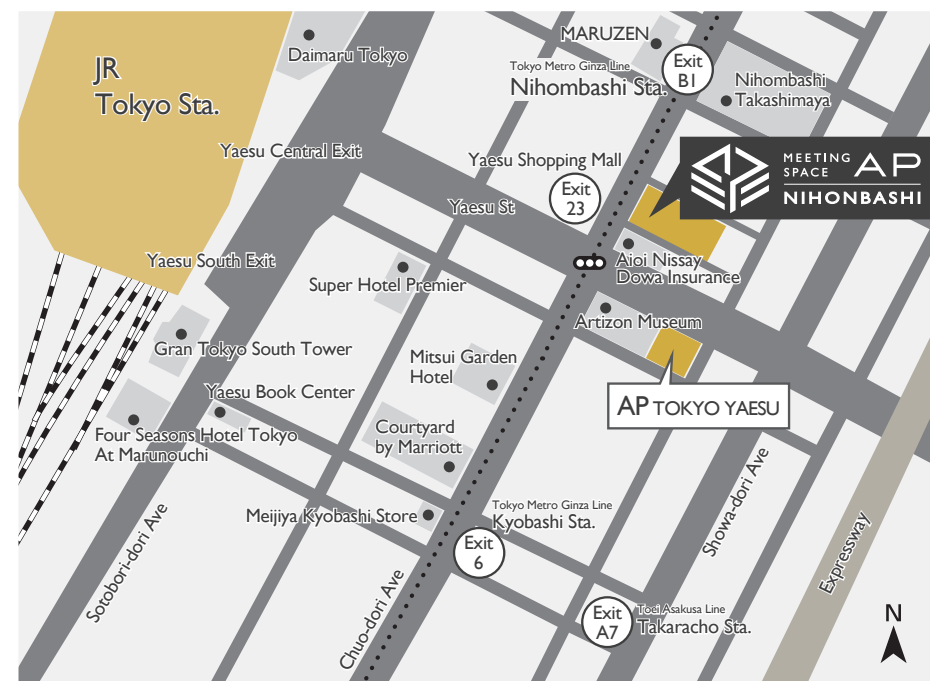 JR
Tokyo Sta.
Daimaru Tokyo
MARUZEN
Tokyo Metro Ginza Line
Nihombashi Sta.
Exit
B1
Nihombashi
Takashimaya
Yaesu Central Exit
Yaesu Shopping Mall
Exit
23
MEETING
SPACE
AP
NIHONBASHI
Yaesu St
Yaesu South Exit
Aioi Nissay
Dowa Insurance
Super Hotel Premier
Artizon Museum
Gran Tokyo South Tower
Mitsui Garden
Hotel
Yaesu Book Center
AP TOKYO YAESU
Four Seasons Hotel Tokyo
At Marunouchi
Courtyard
by Marriott
Meijiya Kyobashi Store
Tokyo Metro Ginza Line
Kyobashi Sta.
Exit
6
Sotobori-dori Ave
Chuo-dori Ave
Showa-dori Ave
Expressway
Exit
A7
Toei Asakusa Line
Takaracho Sta.
N